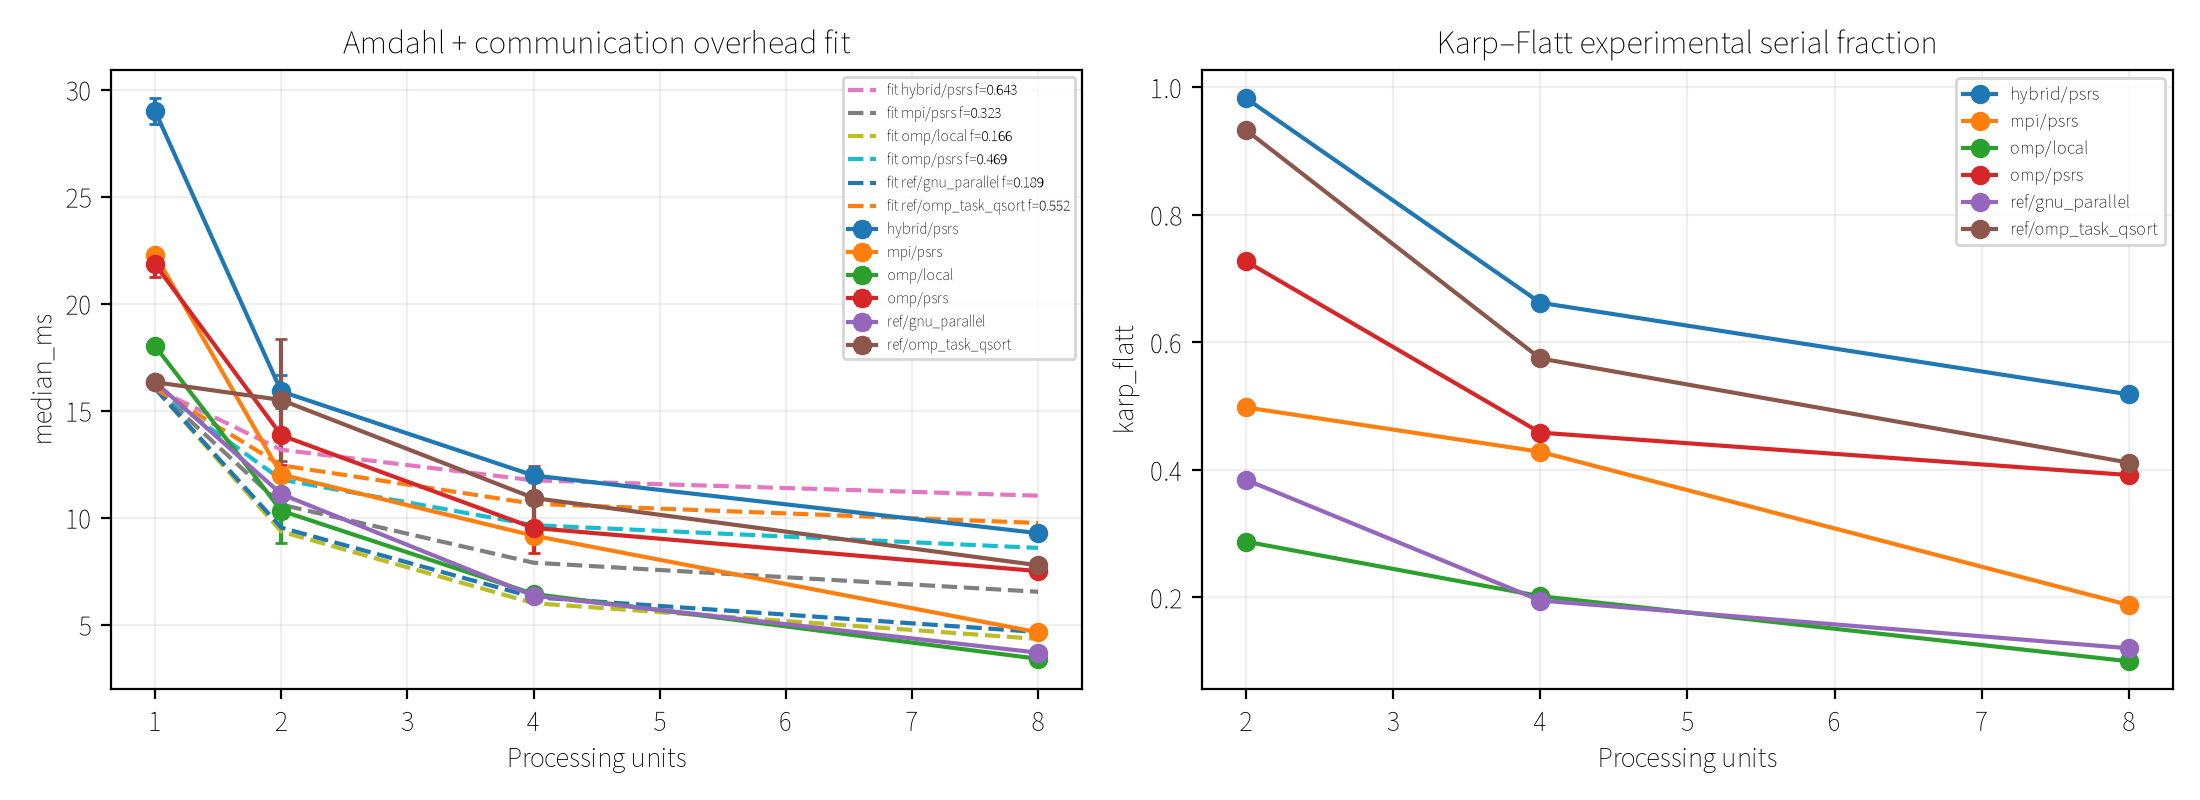 Amdahl + communication overhead fit
30
25
20
15
10
5
median_ms
1
2
3
4
5
6
7
8
Processing units
fit hybrid/psrs f=0.643
fit mpi/psrs f=0.323
fit omp/local f=0.166
fit omp/psrs f=0.469
fit ref/gnu_parallel f=0.189
fit ref/omp_task_qsort f=0.552
hybrid/psrs
mpi/psrs
omp/local
omp/psrs
ref/gnu_parallel
ref/omp_task_qsort
Karp–Flatt experimental serial fraction
1.0
0.8
0.6
0.4
0.2
karp_flatt
2
3
4
5
6
7
8
Processing units
hybrid/psrs
mpi/psrs
omp/local
omp/psrs
ref/gnu_parallel
ref/omp_task_qsort